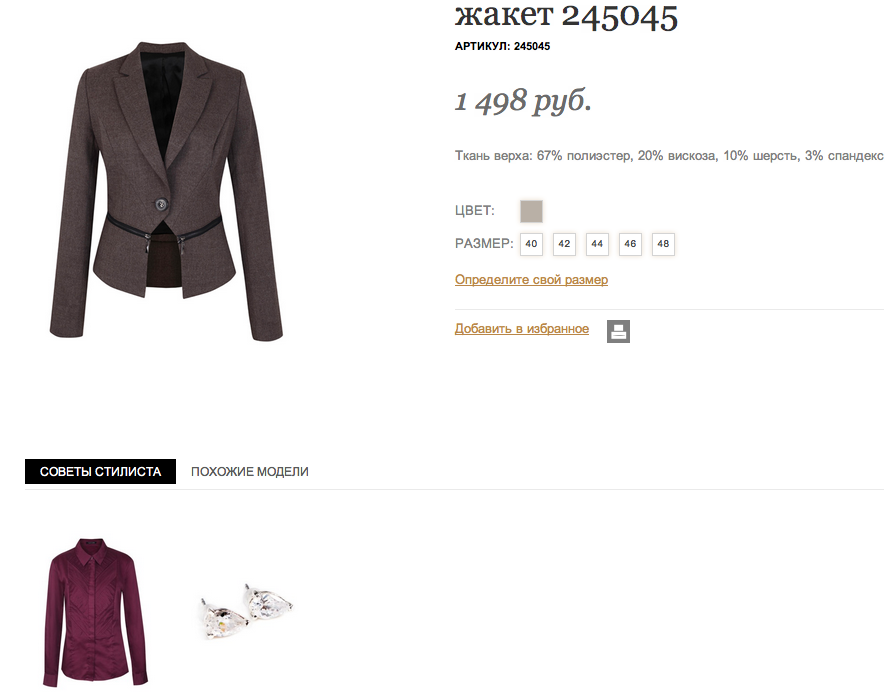 жакет 245045
АРТИКУЛ: 245045
1 498 руб.
Ткань верха: 67% полиэстер, 20% вискоза, 10% шерсть, 3% спандекс
ЦВЕТ:
РАЗМЕР: 40 42 44 46 48
Определите свой размер
Добавить в избранное
СОВЕТЫ СТИЛИСТА ПОХОЖИЕ МОДЕЛИ